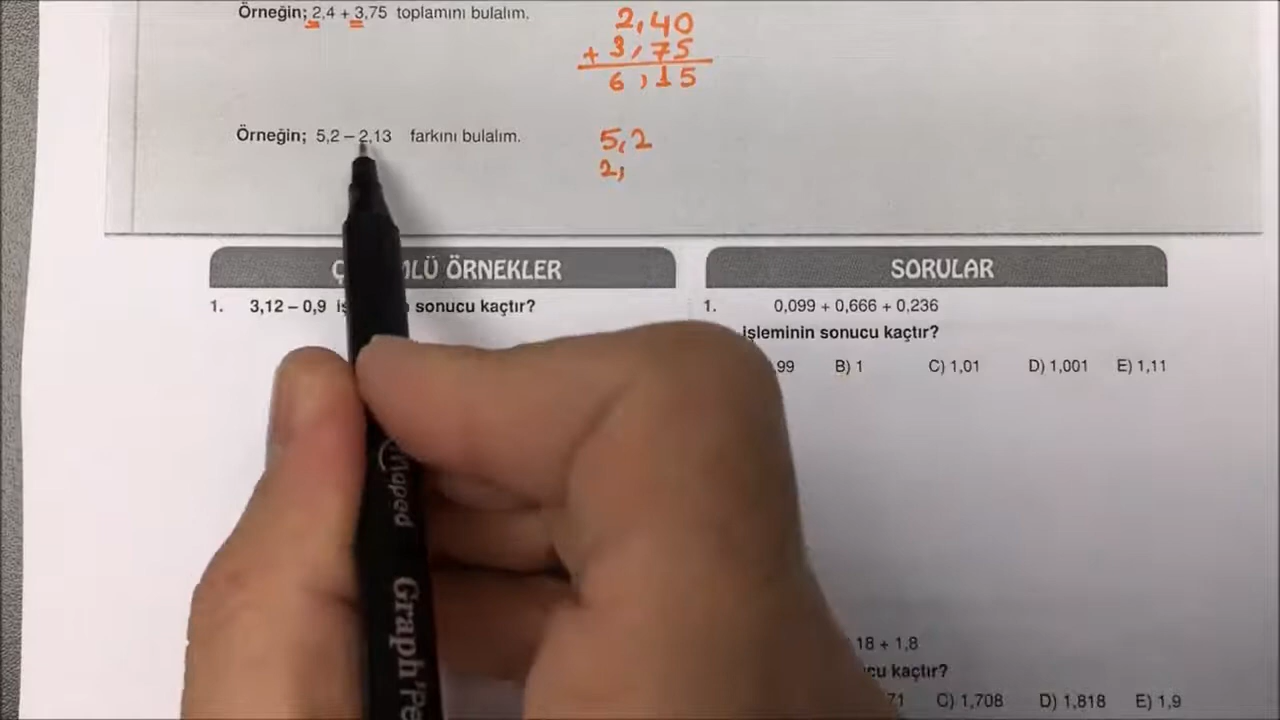 Örneğin; 2,4 + 3,75 toplamını bulalım.
2,40
+ 3,75
6,15
Örneğin; 5,2 – 2,13 farkını bulalım.
5,2
2,
LÜ ÖRNEKLER
1. 3,12 – 0,9 sonucu kaçtır?
SORULAR
1. 0,099 + 0,666 + 0,236
işleminin sonucu kaçtır?
,99 B) 1 C) 1,01 D) 1,001 E) 1,11
18 + 1,8
kaçtır?
71 C) 1,708 D) 1,818 E) 1,9
Maped
Graph'Pe